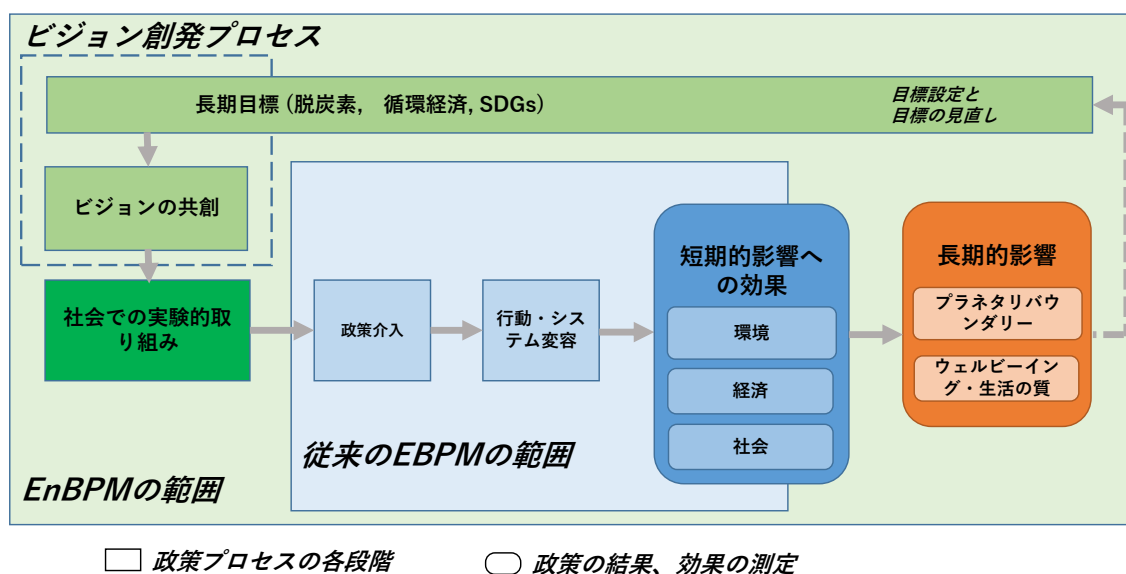 ビジョン創発プロセス
長期目標 (脱炭素, 循環経済, SDGs)
目標設定と
目標の見直し
ビジョンの共創
社会での実験的取
り組み
政策介入
行動・シス
テム変容
短期的影響へ
の効果
環境
経済
社会
長期的影響
プラネタリバウ
ンダリー
ウェルビーイン
グ・生活の質
従来のEBPMの範囲
EnBPMの範囲
政策プロセスの各段階
政策の結果、効果の測定